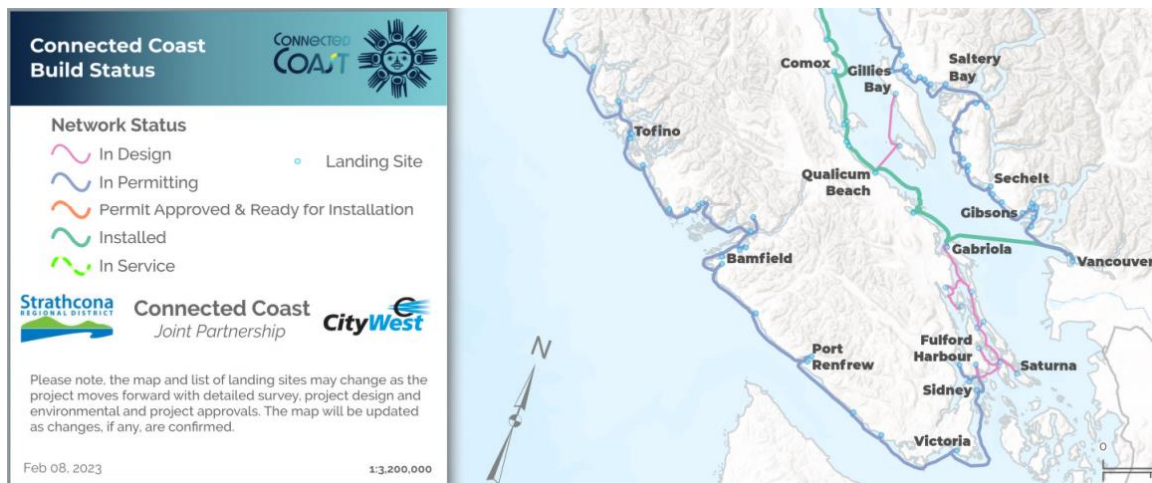 Connected Coast
Build Status
CONNECTED
COAST
Network Status
In Design
Landing Site
In Permitting
Permit Approved & Ready for Installation
Installed
In Service
Strathcona
REGIONAL DISTRICT
Connected Coast
Joint Partnership
CityWest
Please note, the map and list of landing sites may change as the
project moves forward with detailed survey, project design and
environmental and project approvals. The map will be updated
as changes, if any, are confirmed.
Feb 08, 2023
1:3,200,000
Comox
Gillies
Bay
Saltery
Bay
Tofino
Qualicum
Beach
Sechelt
Gibsons
Bamfield
Gabriola
Vancouver
Port
Renfrew
Fulford
Harbour
Saturna
Sidney
Victoria
N
0